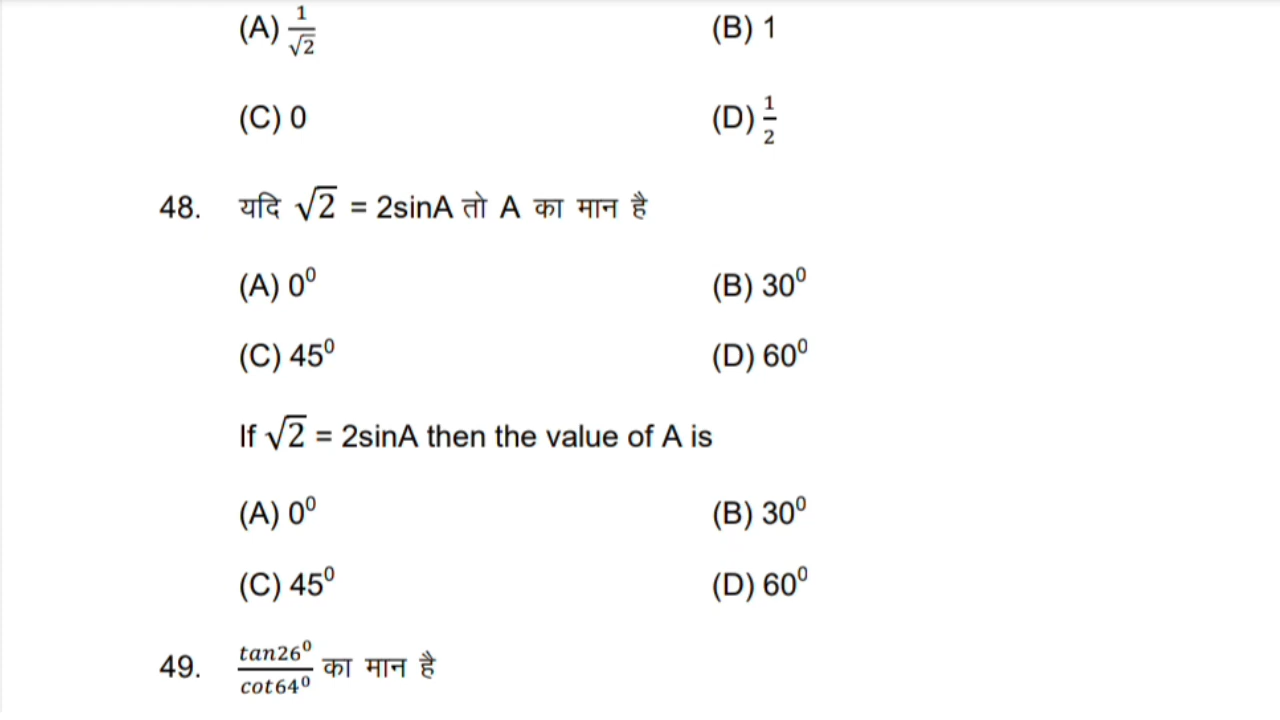 (A) 1/√2 (B) 1
(C) 0 (D) 1/2
48. यदि √2 = 2sinA तो A का मान है
(A) 0⁰ (B) 30⁰
(C) 45⁰ (D) 60⁰
If √2 = 2sinA then the value of A is
(A) 0⁰ (B) 30⁰
(C) 45⁰ (D) 60⁰
49. tan26⁰/cot64⁰ का मान है